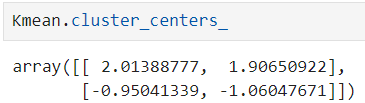 Kmean.cluster_centers_
array([[ 2.01388777,  1.90650922],
       [-0.95041339, -1.06047671]])